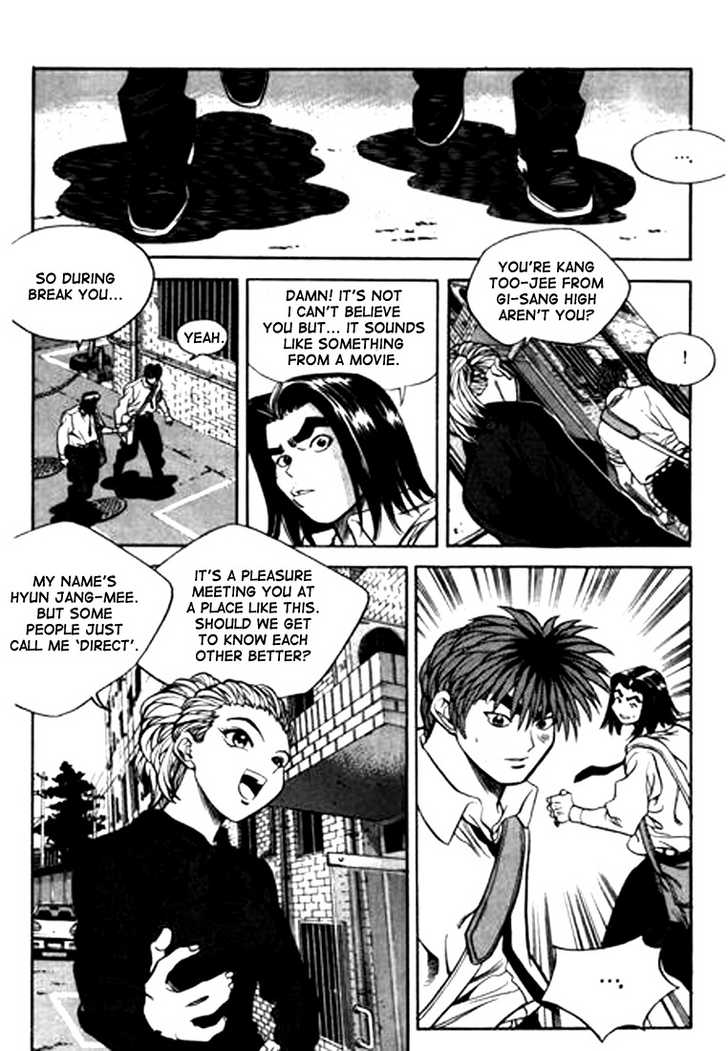 ...
SO DURING
BREAK YOU...
YEAH.
DAMN! IT'S NOT
I CAN'T BELIEVE
YOU BUT... IT SOUNDS
LIKE SOMETHING
FROM A MOVIE.
YOU'RE KANG
TOO-JEE FROM
GI-SANG HIGH
AREN'T YOU?
!
MY NAME'S
HYUN JANG-MEE.
BUT SOME
PEOPLE JUST
CALL ME 'DIRECT'.
IT'S A PLEASURE
MEETING YOU AT
A PLACE LIKE THIS.
SHOULD WE GET
TO KNOW EACH
OTHER BETTER?
...